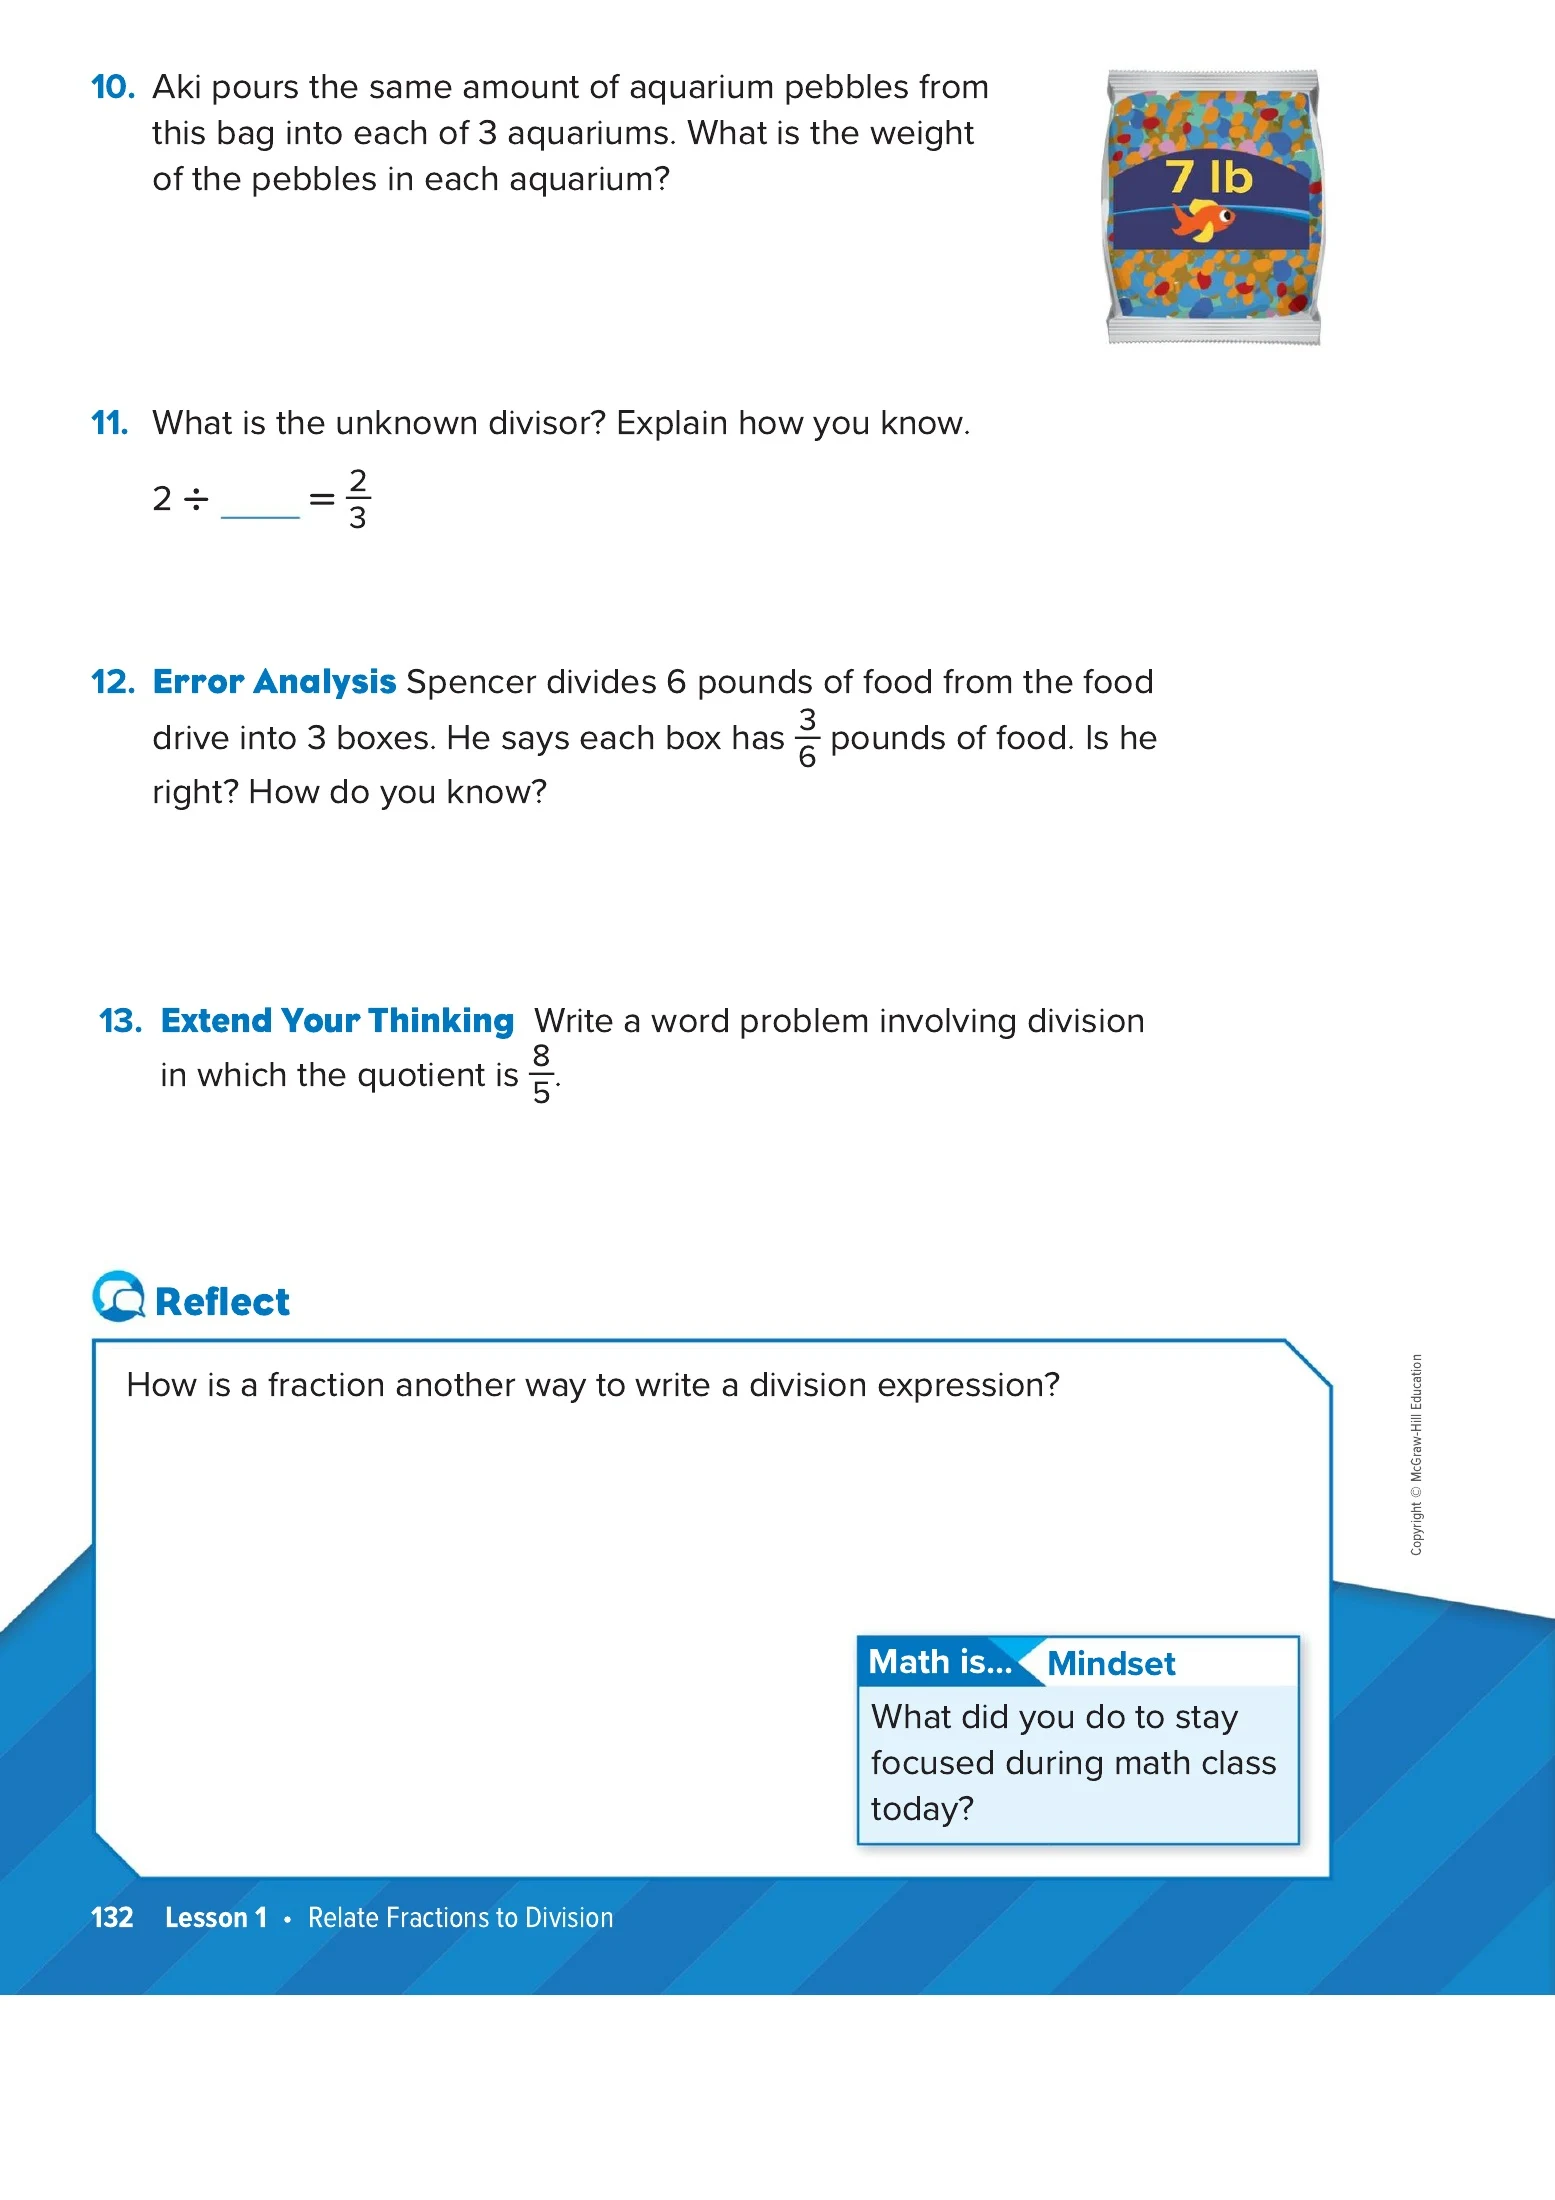 10. Aki pours the same amount of aquarium pebbles from
this bag into each of 3 aquariums. What is the weight
of the pebbles in each aquarium?
7 lb
11. What is the unknown divisor? Explain how you know.
2 ÷ ____ = 2/3
12. Error Analysis Spencer divides 6 pounds of food from the food
drive into 3 boxes. He says each box has 3/6 pounds of food. Is he
right? How do you know?
13. Extend Your Thinking Write a word problem involving division
in which the quotient is 8/5.
Reflect
How is a fraction another way to write a division expression?
Math is... Mindset
What did you do to stay
focused during math class
today?
Copyright © McGraw-Hill Education
132 Lesson 1 • Relate Fractions to Division